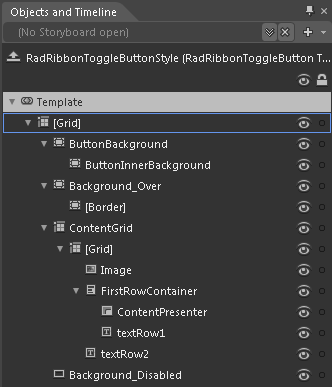 Objects and Timeline
(No Storyboard open)
RadRibbonToggleButtonStyle (RadRibbonToggleButton T...
Template
[Grid]
ButtonBackground
ButtonInnerBackground
Background_Over
[Border]
ContentGrid
[Grid]
Image
FirstRowContainer
ContentPresenter
textRow1
textRow2
Background_Disabled